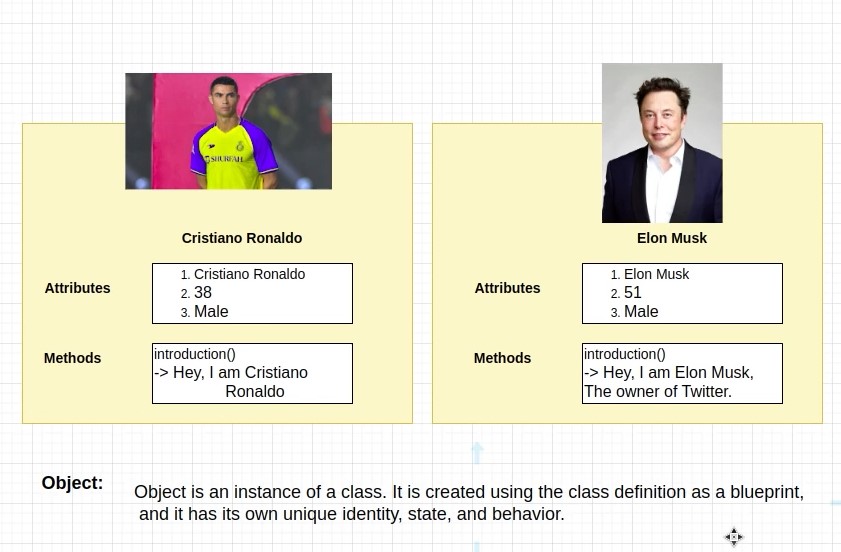 SHURFAH
Cristiano Ronaldo
Attributes
1. Cristiano Ronaldo
2. 38
3. Male
Methods
introduction()
-> Hey, I am Cristiano
Ronaldo
Elon Musk
Attributes
1. Elon Musk
2. 51
3. Male
Methods
introduction()
-> Hey, I am Elon Musk,
The owner of Twitter.
Object:
Object is an instance of a class. It is created using the class definition as a blueprint,
and it has its own unique identity, state, and behavior.